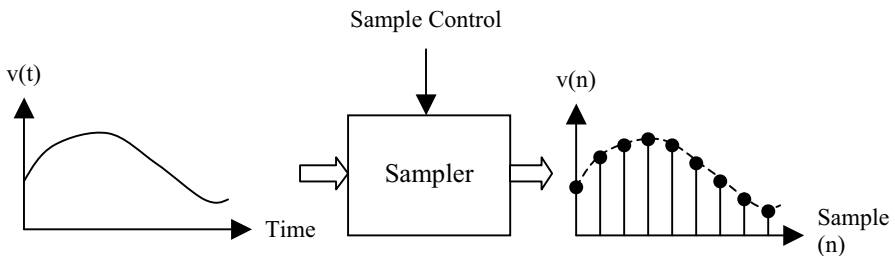 Sample Control
v(t)
v(n)
Sampler
Time
Sample
(n)